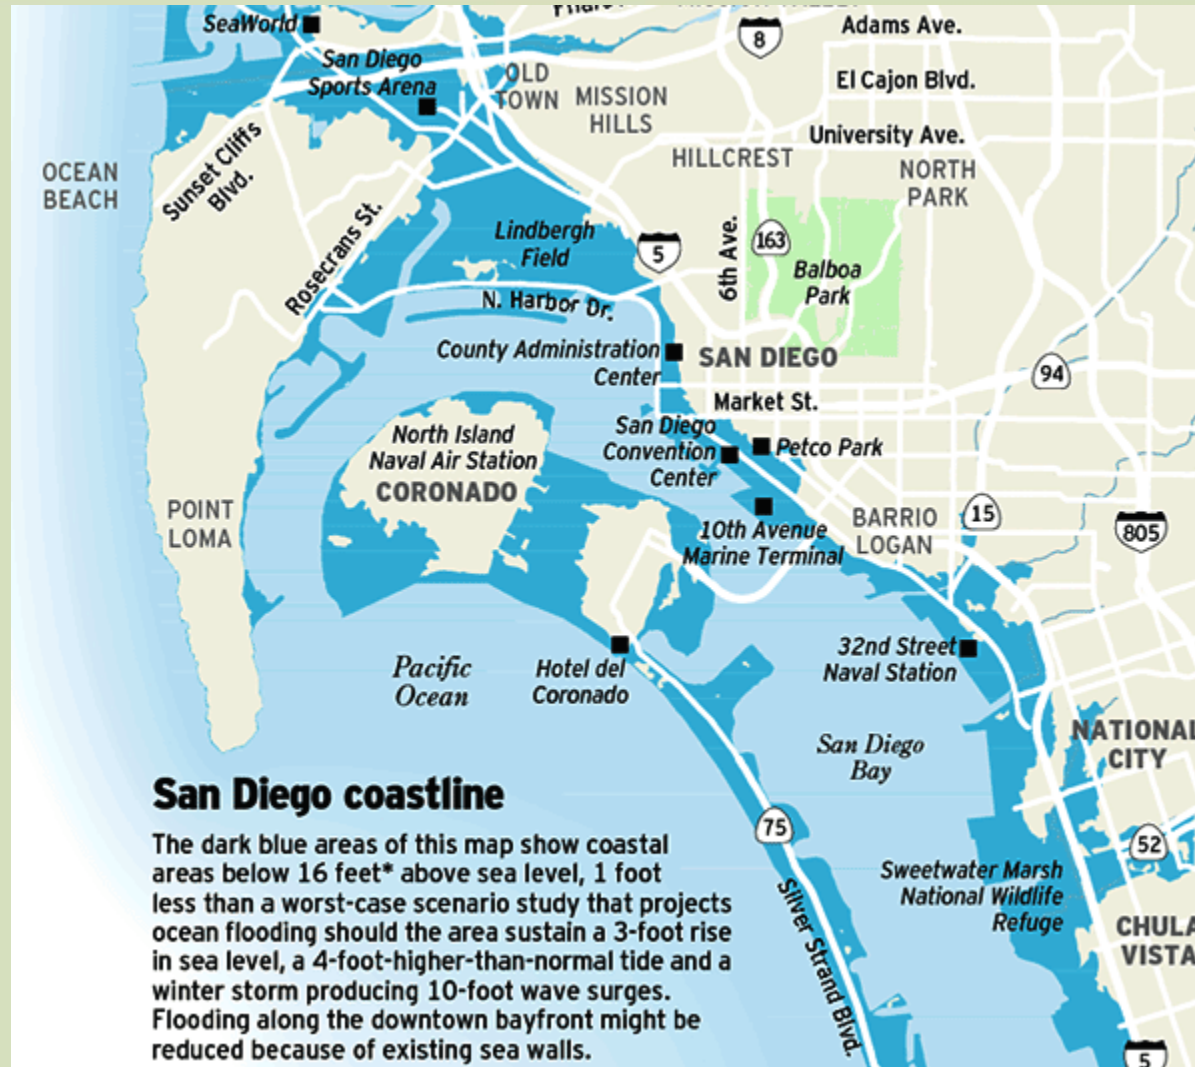 SeaWorld
San Diego
Sports Arena
OLD
TOWN
MISSION
HILLS
8
Adams Ave.
El Cajon Blvd.
University Ave.
HILLCREST
NORTH
PARK
OCEAN
BEACH
Sunset Cliffs
Blvd.
Rosecrans St.
Lindbergh
Field
5
6th Ave.
163
Balboa
Park
N. Harbor Dr.
County Administration
Center
SAN DIEGO
94
Market St.
North Island
Naval Air Station
CORONADO
San Diego
Convention
Center
Petco Park
POINT
LOMA
10th Avenue
Marine Terminal
BARRIO
LOGAN
15
805
Pacific
Ocean
Hotel del
Coronado
32nd Street
Naval Station
San Diego
Bay
NATIONAL
CITY
75
52
Silver Strand Blvd.
Sweetwater Marsh
National Wildlife
Refuge
CHULA
VISTA
5
San Diego coastline
The dark blue areas of this map show coastal
areas below 16 feet* above sea level, 1 foot
less than a worst-case scenario study that projects
ocean flooding should the area sustain a 3-foot rise
in sea level, a 4-foot-higher-than-normal tide and a
winter storm producing 10-foot wave surges.
Flooding along the downtown bayfront might be
reduced because of existing sea walls.